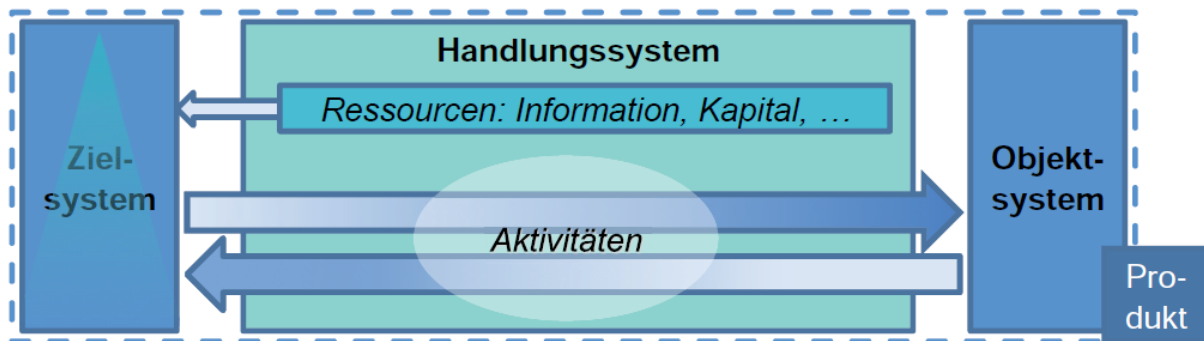 Handlungssystem
Ressourcen: Information, Kapital, …
Ziel-
system
Aktivitäten
Objekt-
system
Pro-
dukt